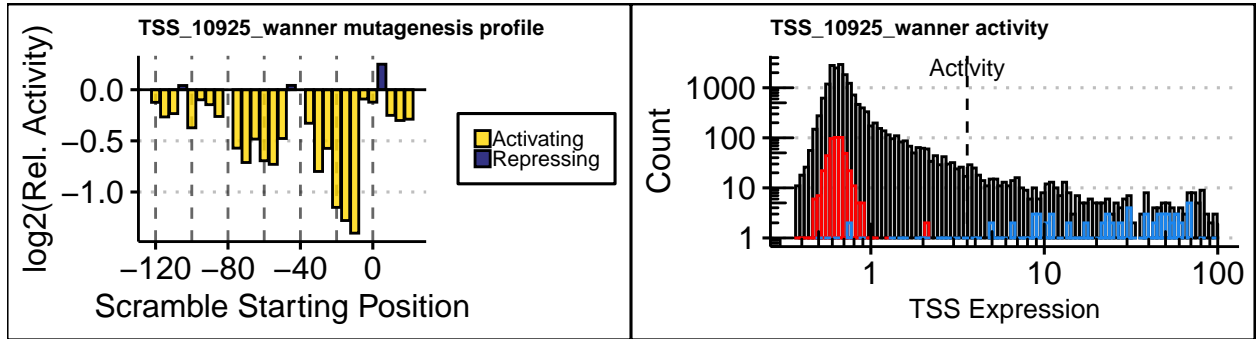 TSS_10925_wanner mutagenesis profile
log2(Rel. Activity)
0.0
−0.5
−1.0
−120
−80
−40
0
Scramble Starting Position
Activating
Repressing
TSS_10925_wanner activity
Activity
Count
1000
100
10
1
1
10
100
TSS Expression